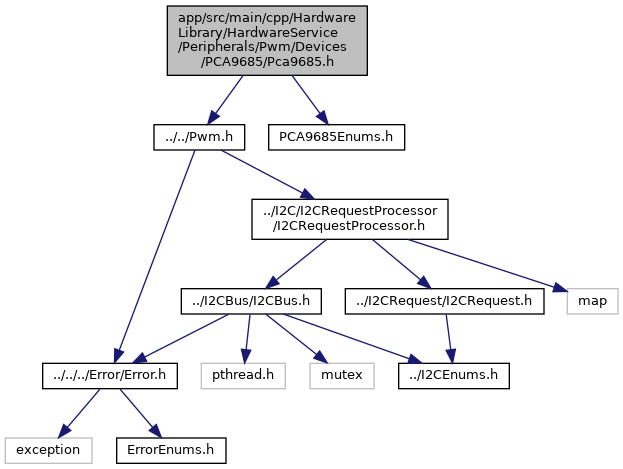 app/src/main/cpp/Hardware
Library/HardwareService
/Peripherals/Pwm/Devices
/PCA9685/Pca9685.h
../../Pwm.h
PCA9685Enums.h
../I2C/I2CRequestProcessor
/I2CRequestProcessor.h
../I2CBus/I2CBus.h
../I2CRequest/I2CRequest.h
map
../../../Error/Error.h
pthread.h
mutex
../I2CEnums.h
exception
ErrorEnums.h